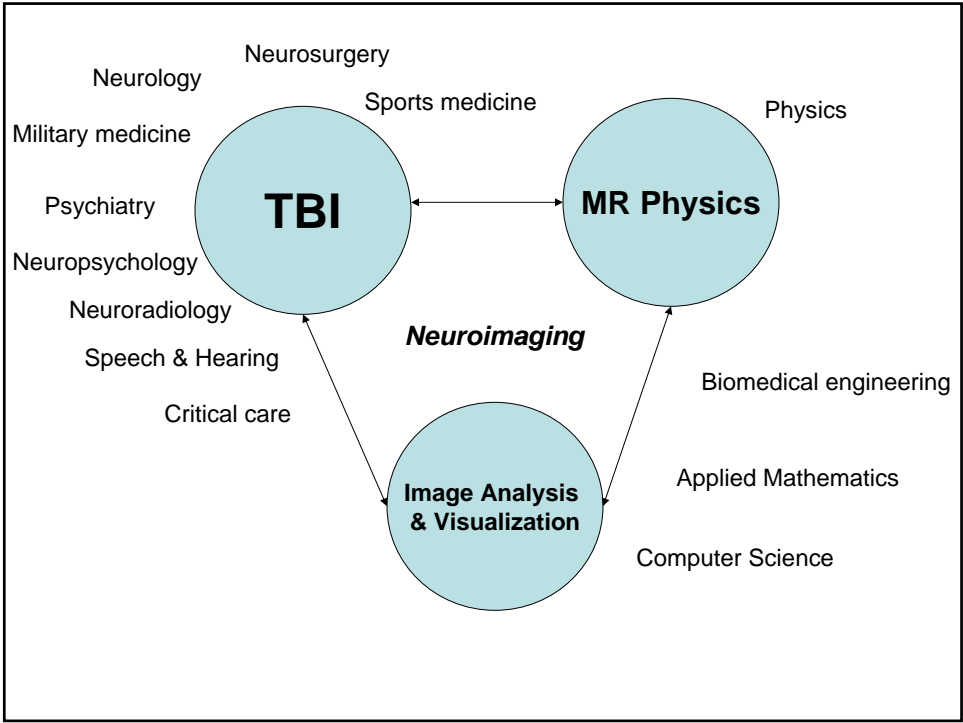 Neurosurgery
Neurology
Sports medicine
Physics
Military medicine
TBI
MR Physics
Psychiatry
Neuropsychology
Neuroradiology
Neuroimaging
Speech & Hearing
Biomedical engineering
Critical care
Applied Mathematics
Image Analysis
& Visualization
Computer Science